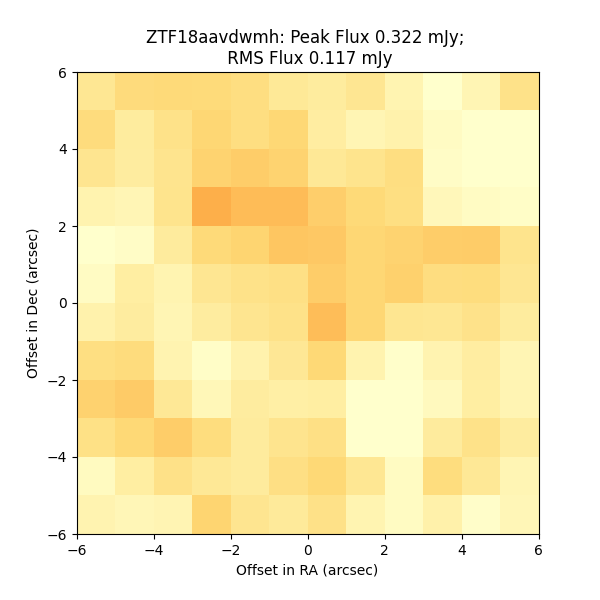 ZTF18aavdwmh: Peak Flux 0.322 mJy;
RMS Flux 0.117 mJy
6
4
2
0
−2
−4
−6
Offset in Dec (arcsec)
−6 −4 −2 0 2 4 6
Offset in RA (arcsec)